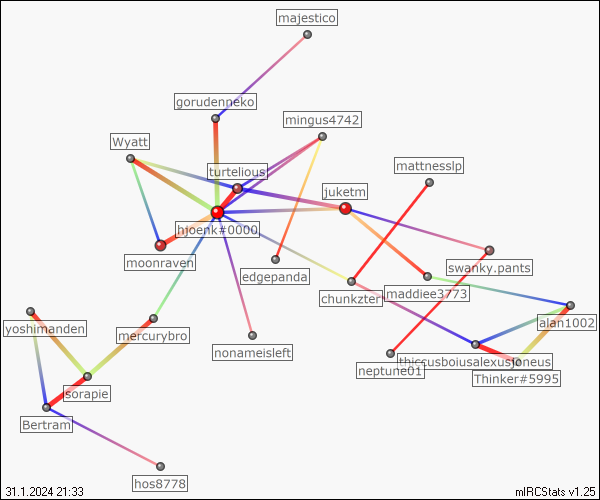 majestico
gorudenneko
mingus4742
Wyatt
mattnesslp
turtelious
juketm
hjoenk#0000
moonraven
swanky.pants
edgepanda
maddiee3773
chunkzter
alan1002
yoshimanden
mercurybro
nonameisleft
thiccusboiusalexusjoneus
neptune01
Thinker#5995
sorapie
Bertram
hos8778
31.1.2024 21:33
mIRCStats v1.25